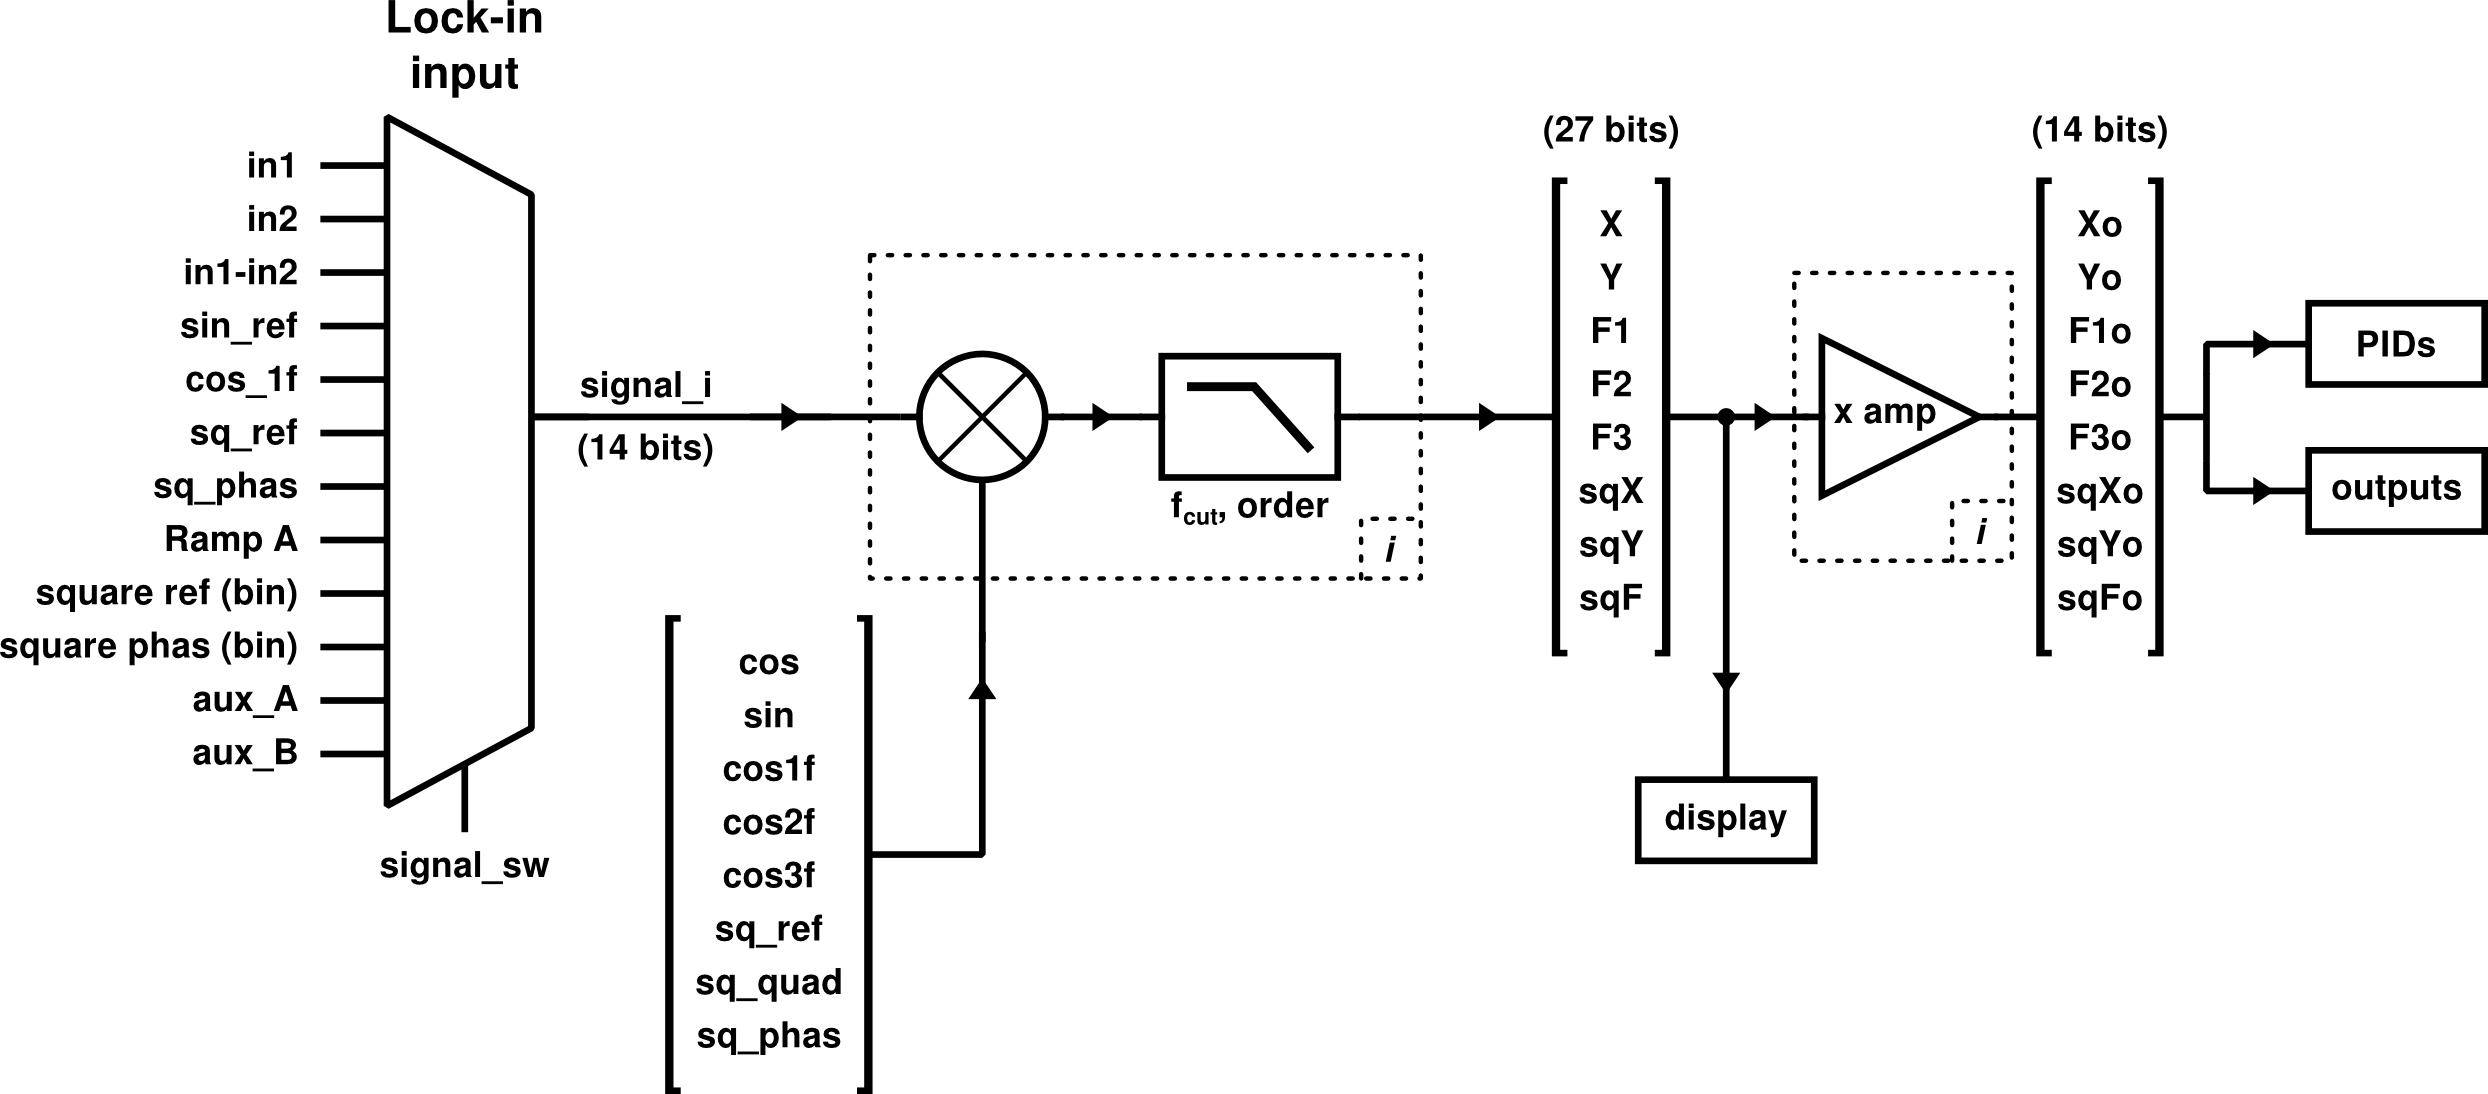 Lock-in
input
in1
in2
in1-in2
sin_ref
cos_1f
sq_ref
sq_phas
Ramp A
square ref (bin)
square phas (bin)
aux_A
aux_B
signal_sw
signal_i
(14 bits)
cos
sin
cos1f
cos2f
cos3f
sq_ref
sq_quad
sq_phas
fcut, order
i
(27 bits)
X
Y
F1
F2
F3
sqX
sqY
sqF
display
x amp
i
(14 bits)
Xo
Yo
F1o
F2o
F3o
sqXo
sqYo
sqFo
PIDs
outputs